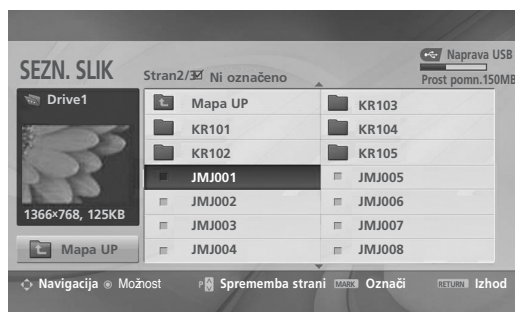 Naprava USB
SEZN. SLIK
Stran2/3
Ni označeno
Prost pomn.150MB
Drive1
Mapa UP
KR101
KR102
JMJ001
JMJ002
JMJ003
JMJ004
KR103
KR104
KR105
JMJ005
JMJ006
JMJ007
JMJ008
1366×768, 125KB
Mapa UP
Navigacija
Možnost
P Sprememba strani
MARK Označi
RETURN Izhod